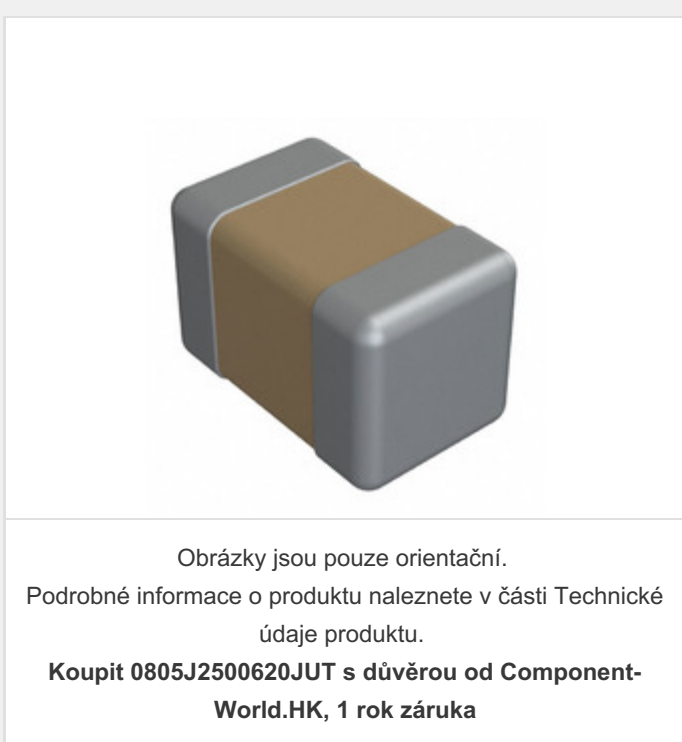 Obrázky jsou pouze orientační.
Podrobné informace o produktu naleznete v části Technické
údaje produktu.
Koupit 0805J2500620JUT s důvěrou od Component-
World.HK, 1 rok záruka